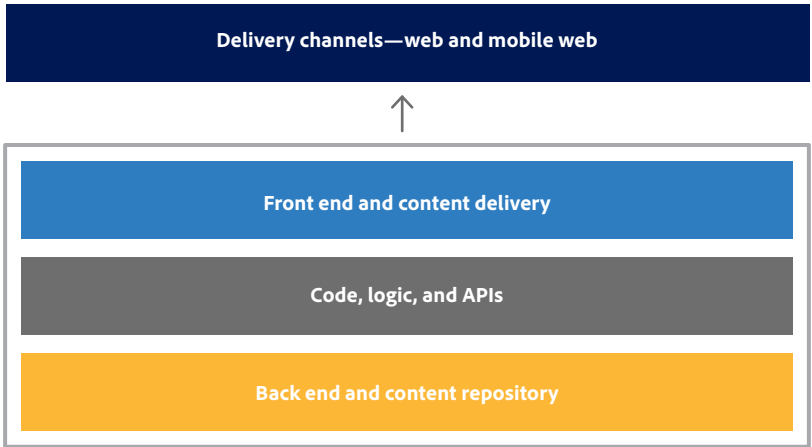 Delivery channels—web and mobile web
Front end and content delivery
Code, logic, and APIs
Back end and content repository